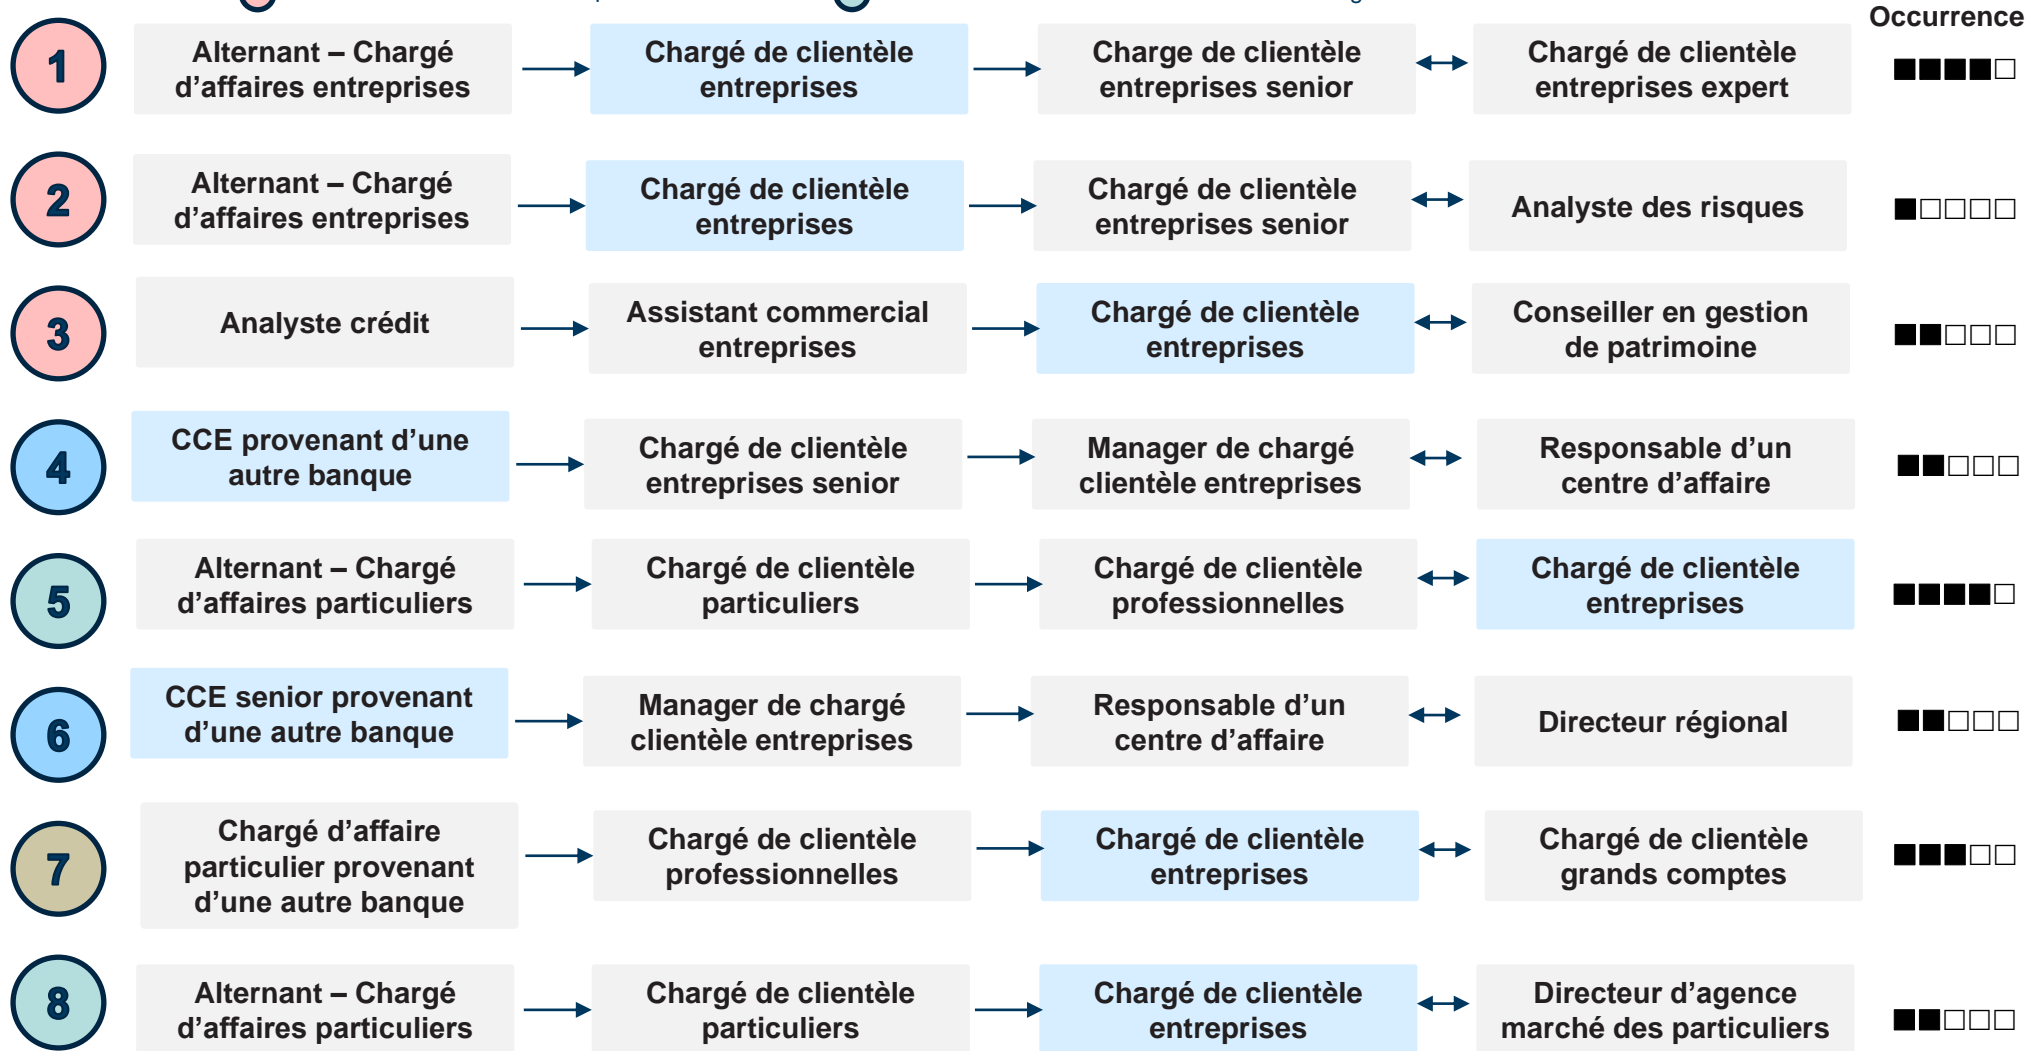 Occurrence
1
Alternant – Chargé
d'affaires entreprises
Chargé de clientèle
entreprises
Charge de clientèle
entreprises senior
Chargé de clientèle
entreprises expert
■■■■□
2
Alternant – Chargé
d'affaires entreprises
Chargé de clientèle
entreprises
Chargé de clientèle
entreprises senior
Analyste des risques
■□□□□
3
Analyste crédit
Assistant commercial
entreprises
Chargé de clientèle
entreprises
Conseiller en gestion
de patrimoine
■■□□□
4
CCE provenant d'une
autre banque
Chargé de clientèle
entreprises senior
Manager de chargé
clientèle entreprises
Responsable d'un
centre d'affaire
■■□□□
5
Alternant – Chargé
d'affaires particuliers
Chargé de clientèle
particuliers
Chargé de clientèle
professionnelles
Chargé de clientèle
entreprises
■■■■□
6
CCE senior provenant
d'une autre banque
Manager de chargé
clientèle entreprises
Responsable d'un
centre d'affaire
Directeur régional
■■□□□
7
Chargé d'affaire
particulier provenant
d'une autre banque
Chargé de clientèle
professionnelles
Chargé de clientèle
entreprises
Chargé de clientèle
grands comptes
■■■□□
8
Alternant – Chargé
d'affaires particuliers
Chargé de clientèle
particuliers
Chargé de clientèle
entreprises
Directeur d'agence
marché des particuliers
■■□□□